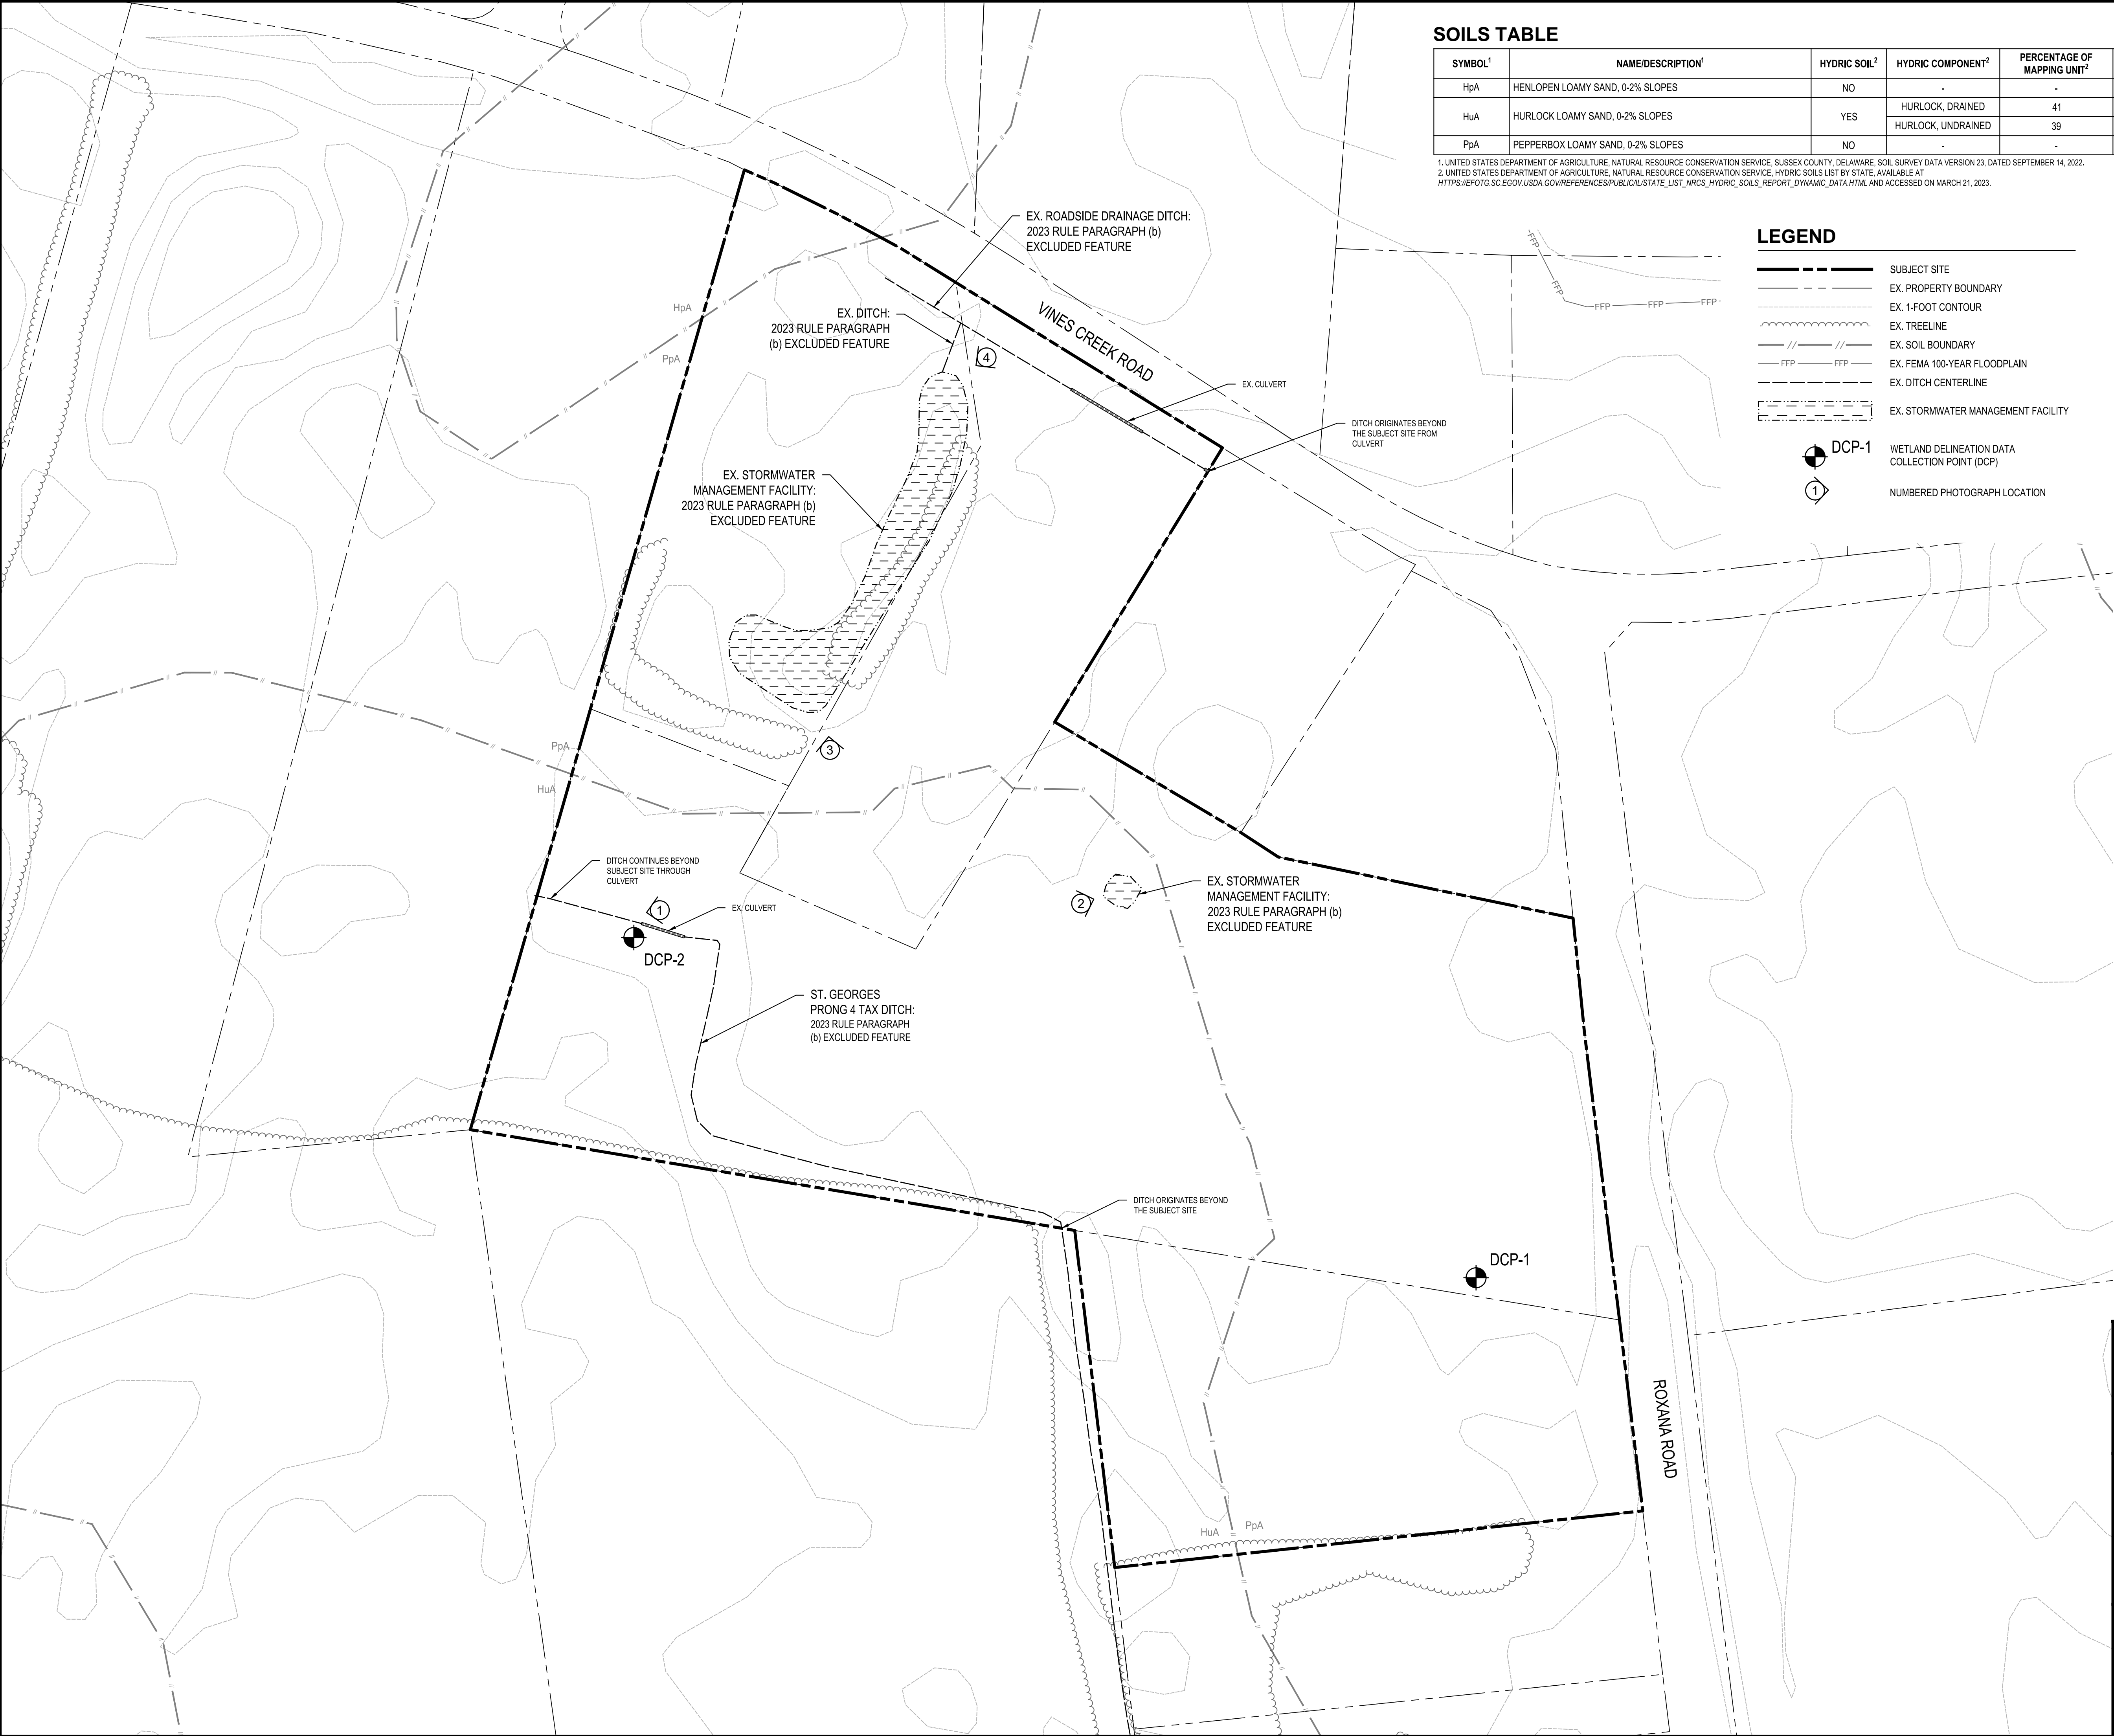 SOILS TABLE
SYMBOL¹ NAME/DESCRIPTION¹ HYDRIC SOIL² HYDRIC COMPONENT² PERCENTAGE OF MAPPING UNIT²
HpA HENLOPEN LOAMY SAND, 0-2% SLOPES NO - -
HuA HURLOCK LOAMY SAND, 0-2% SLOPES YES HURLOCK, DRAINED 41
HURLOCK, UNDRAINED 39
PpA PEPPERBOX LOAMY SAND, 0-2% SLOPES NO - -
1. UNITED STATES DEPARTMENT OF AGRICULTURE, NATURAL RESOURCE CONSERVATION SERVICE, SUSSEX COUNTY, DELAWARE, SOIL SURVEY DATA VERSION 23, DATED SEPTEMBER 14, 2022.
2. UNITED STATES DEPARTMENT OF AGRICULTURE, NATURAL RESOURCE CONSERVATION SERVICE, HYDRIC SOILS LIST BY STATE, AVAILABLE AT
HTTPS://EFOTG.SC.EGOV.USDA.GOV/REFERENCES/PUBLIC/IL/STATE_LIST_NRCS_HYDRIC_SOILS_REPORT_DYNAMIC_DATA.HTML AND ACCESSED ON MARCH 21, 2023.
LEGEND
SUBJECT SITE
EX. PROPERTY BOUNDARY
EX. 1-FOOT CONTOUR
EX. TREELINE
EX. SOIL BOUNDARY
FFP FFP EX. FEMA 100-YEAR FLOODPLAIN
EX. DITCH CENTERLINE
EX. STORMWATER MANAGEMENT FACILITY
DCP-1 WETLAND DELINEATION DATA
COLLECTION POINT (DCP)
1 NUMBERED PHOTOGRAPH LOCATION
FFP
FFP
FFP FFP FFP
EX. ROADSIDE DRAINAGE DITCH:
2023 RULE PARAGRAPH (b)
EXCLUDED FEATURE
HpA
PpA
EX. DITCH:
2023 RULE PARAGRAPH
(b) EXCLUDED FEATURE
VINES CREEK ROAD
4
EX. CULVERT
DITCH ORIGINATES BEYOND
THE SUBJECT SITE FROM
CULVERT
EX. STORMWATER
MANAGEMENT FACILITY:
2023 RULE PARAGRAPH (b)
EXCLUDED FEATURE
3
PpA
HuA
DITCH CONTINUES BEYOND
SUBJECT SITE THROUGH
CULVERT
1
EX. CULVERT
DCP-2
2
EX. STORMWATER
MANAGEMENT FACILITY:
2023 RULE PARAGRAPH (b)
EXCLUDED FEATURE
ST. GEORGES
PRONG 4 TAX DITCH:
2023 RULE PARAGRAPH
(b) EXCLUDED FEATURE
DITCH ORIGINATES BEYOND
THE SUBJECT SITE
DCP-1
ROXANA ROAD
HuA
PpA